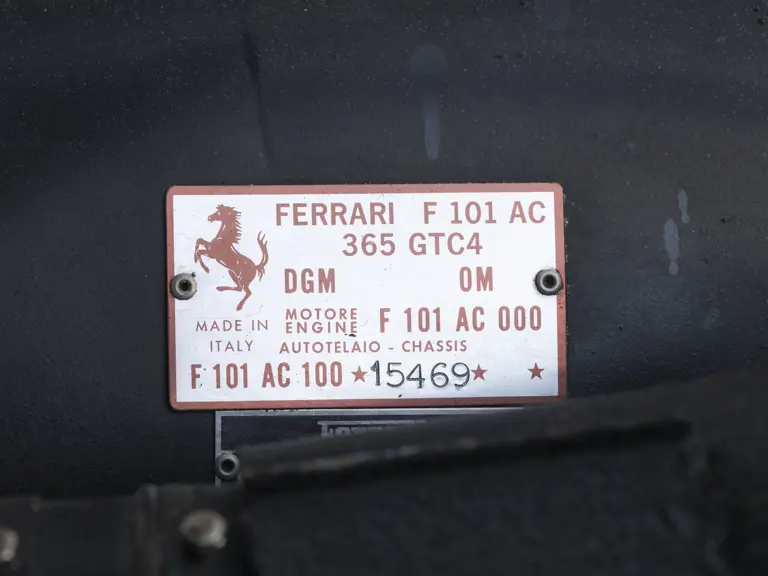 FERRARI F 101 AC
365 GTC4
DGM OM
MADE IN ITALY
MOTORE ENGINE F 101 AC 000
AUTOTELAIO - CHASSIS
F. 101 AC 100 ★15469★ ★